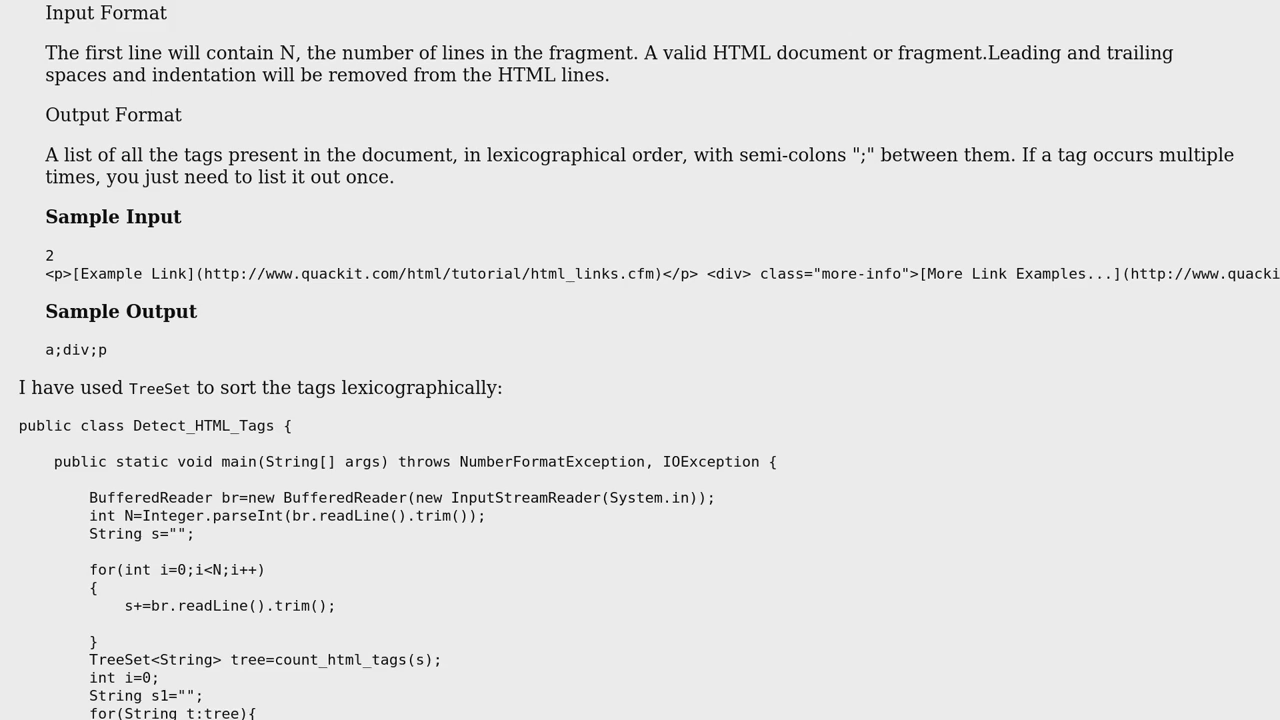 Input Format
The first line will contain N, the number of lines in the fragment. A valid HTML document or fragment.Leading and trailing
spaces and indentation will be removed from the HTML lines.
Output Format
A list of all the tags present in the document, in lexicographical order, with semi-colons ";" between them. If a tag occurs multiple
times, you just need to list it out once.
Sample Input
2
<p>[Example Link](http://www.quackit.com/html/tutorial/html_links.cfm)</p> <div> class="more-info">[More Link Examples...](http://www.quacki
Sample Output
a;div;p
I have used TreeSet to sort the tags lexicographically:
public class Detect_HTML_Tags {
    public static void main(String[] args) throws NumberFormatException, IOException {
        BufferedReader br=new BufferedReader(new InputStreamReader(System.in));
        int N=Integer.parseInt(br.readLine().trim());
        String s="";
        for(int i=0;i<N;i++)
        {
            s+=br.readLine().trim();
        }
        TreeSet<String> tree=count_html_tags(s);
        int i=0;
        String s1="";
        for(String t:tree){